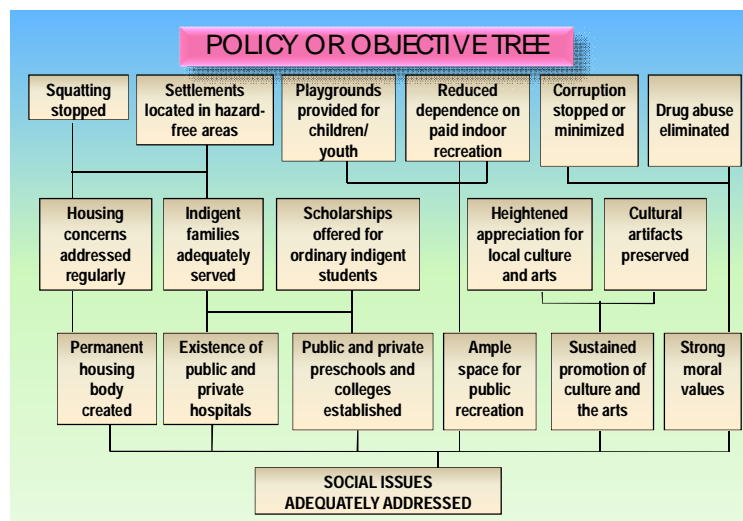 POLICY OR OBJECTIVE TREE
Squatting
stopped
Settlements
located in hazard-
free areas
Playgrounds
provided for
children/
youth
Reduced
dependence on
paid indoor
recreation
Corruption
stopped or
minimized
Drug abuse
eliminated
Housing
concerns
addressed
regularly
Indigent
families
adequately
served
Scholarships
offered for
ordinary indigent
students
Heightened
appreciation for
local culture
and arts
Cultural
artifacts
preserved
Permanent
housing
body
created
Existence of
public and
private
hospitals
Public and private
preschools and
colleges
established
Ample
space for
public
recreation
Sustained
promotion of
culture and
the arts
Strong
moral
values
SOCIAL ISSUES
ADEQUATELY ADDRESSED